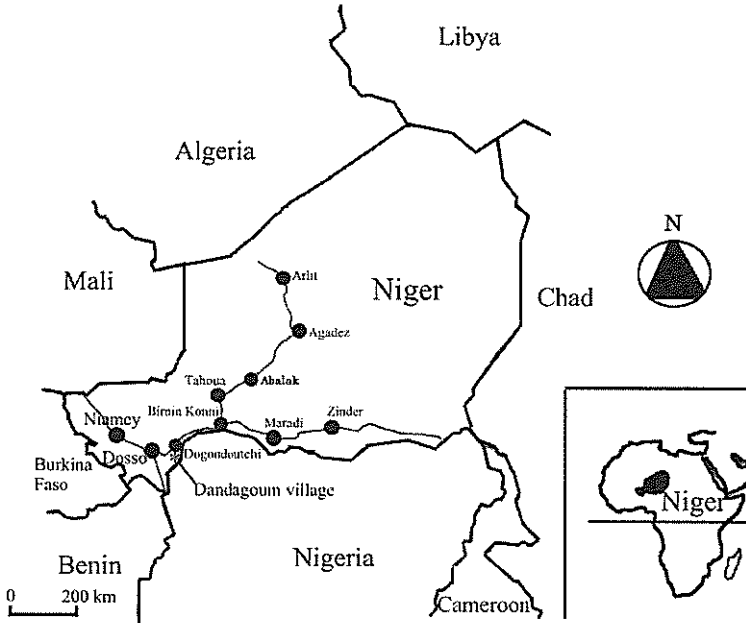 Libya
Algeria
N
Mali
Arlit
Niger
Chad
Agadez
Tahoua
Abalak
Birnin Konni
Niamey
Maradi
Zinder
Dosso
Dogondoutchi
Burkina
Faso
Dandagoum village
Niger
Benin
Nigeria
0 200 km
Cameroon